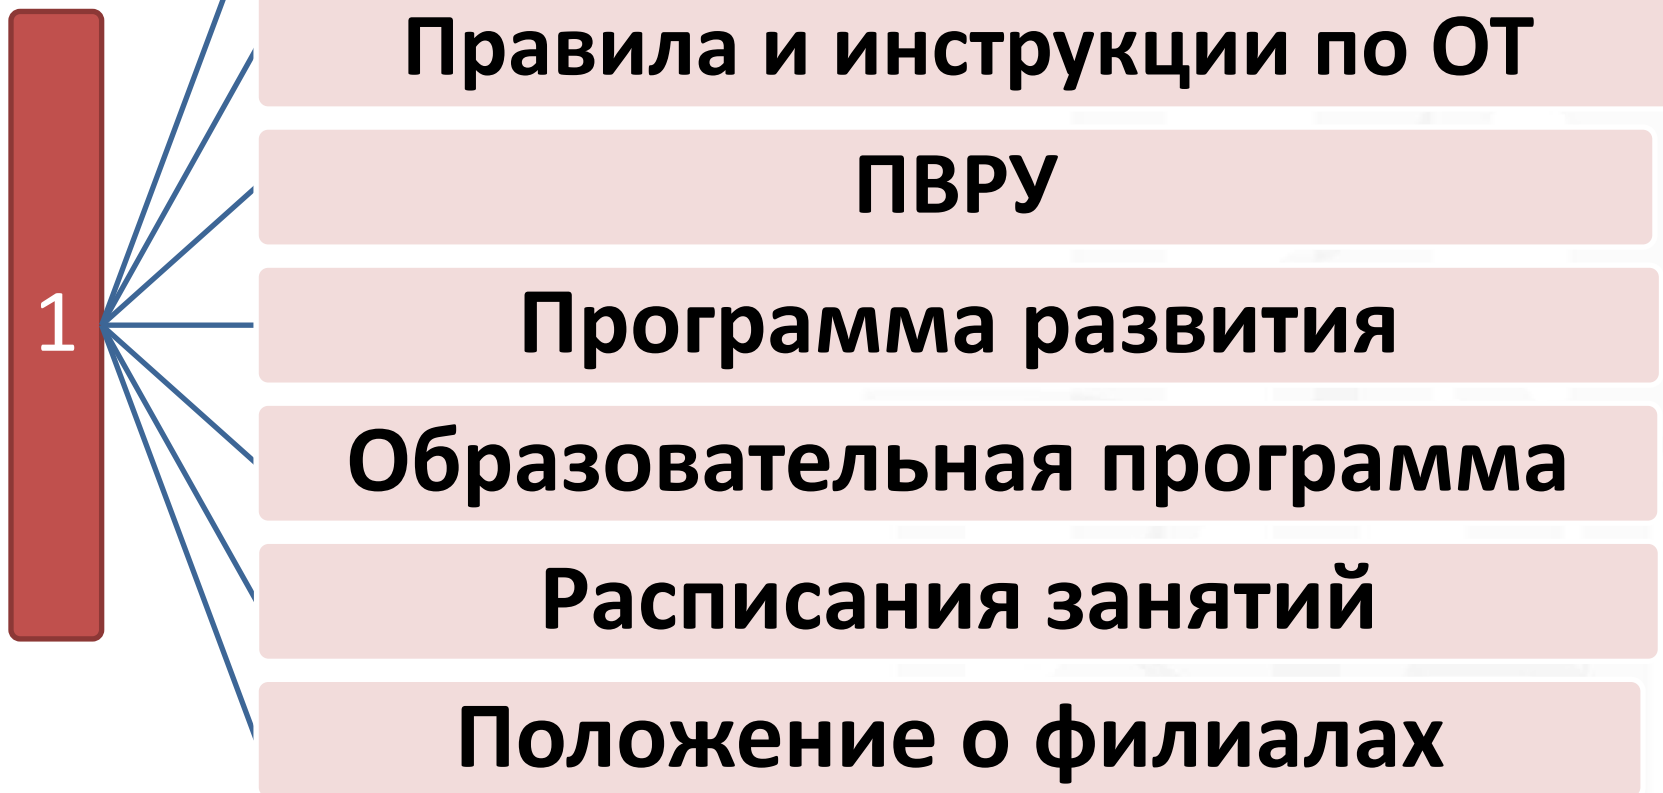 Правила и инструкции по ОТ
ПВРУ
1
Программа развития
Образовательная программа
Расписания занятий
Положение о филиалах